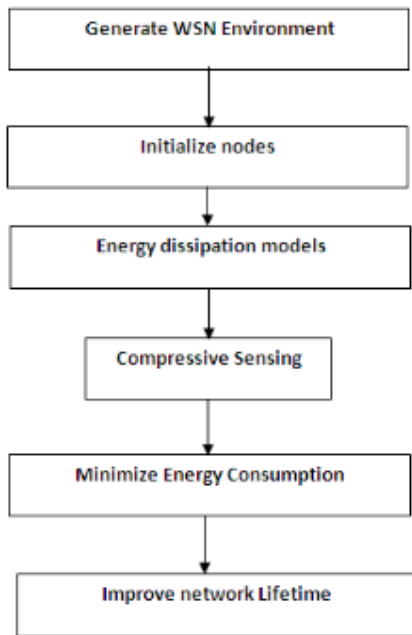 Generate WSN Environment
Initialize nodes
Energy dissipation models
Compressive Sensing
Minimize Energy Consumption
Improve network Lifetime